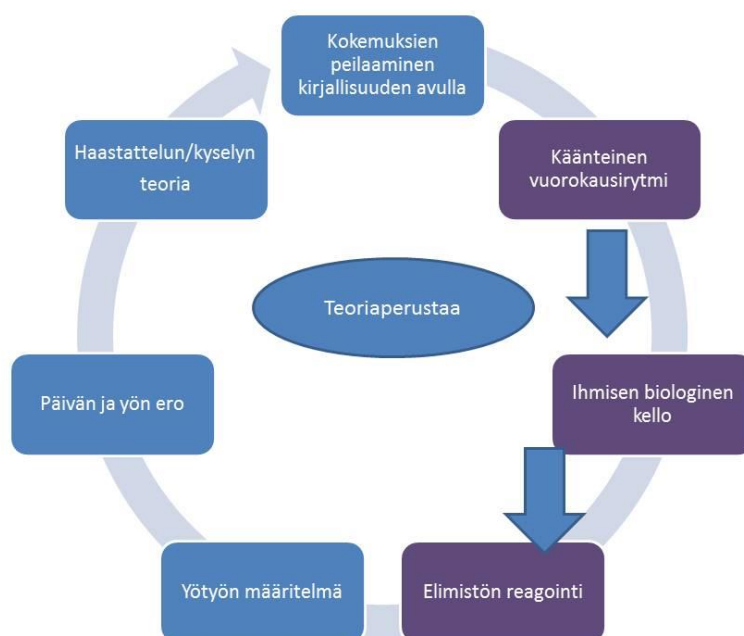 Kokemuksien
peilaaminen
kirjallisuuden avulla
Käänteinen
vuorokausirytmi
Ihmisen biologinen
kello
Elimistön reagointi
Yötyön määritelmä
Päivän ja yön ero
Haastattelun/kyselyn
teoria
Teoriaperustaa